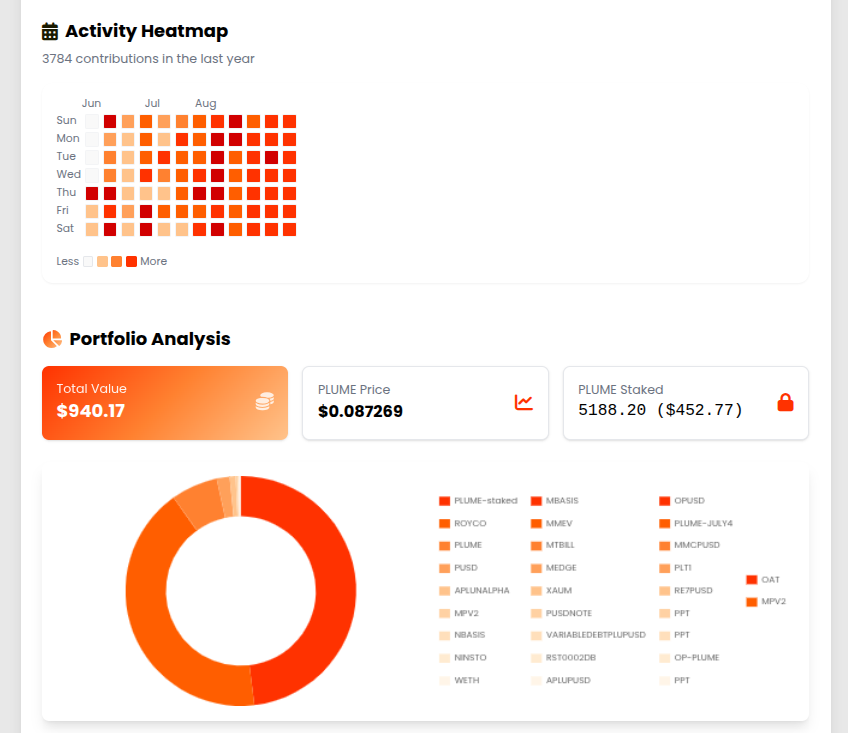 Activity Heatmap
3784 contributions in the last year
Jun Jul Aug
Sun
Mon
Tue
Wed
Thu
Fri
Sat
Less More
Portfolio Analysis
Total Value
$940.17
PLUME Price
$0.087269
PLUME Staked
5188.20 ($452.77)
PLUME-staked MBASIS OPUSD
ROYCO MMEV PLUME-JULY4
PLUME MTBILL MMCPUSD
PUSD MEDGE PLT1
OAT
APLUNALPHA XAUM RE7PUSD
MPV2
MPV2 PUSDNOTE PPT
NBASIS VARIABLEDEBTPLUPUSD PPT
NINSTO RST0002DB OP-PLUME
WETH APLUPUSD PPT